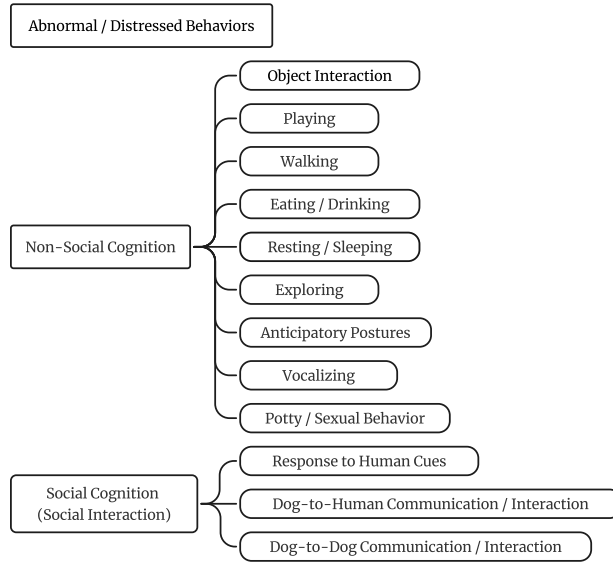 Abnormal / Distressed Behaviors
Object Interaction
Playing
Walking
Eating / Drinking
Non-Social Cognition
Resting / Sleeping
Exploring
Anticipatory Postures
Vocalizing
Potty / Sexual Behavior
Response to Human Cues
Social Cognition
(Social Interaction)
Dog-to-Human Communication / Interaction
Dog-to-Dog Communication / Interaction